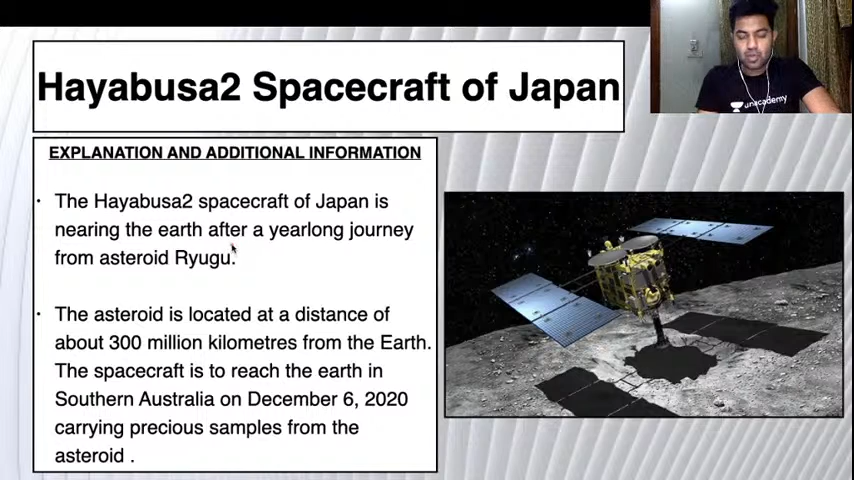 Hayabusa2 Spacecraft of Japan
unacademy
EXPLANATION AND ADDITIONAL INFORMATION
• The Hayabusa2 spacecraft of Japan is
nearing the earth after a yearlong journey
from asteroid Ryugu.
• The asteroid is located at a distance of
about 300 million kilometres from the Earth.
The spacecraft is to reach the earth in
Southern Australia on December 6, 2020
carrying precious samples from the
asteroid .